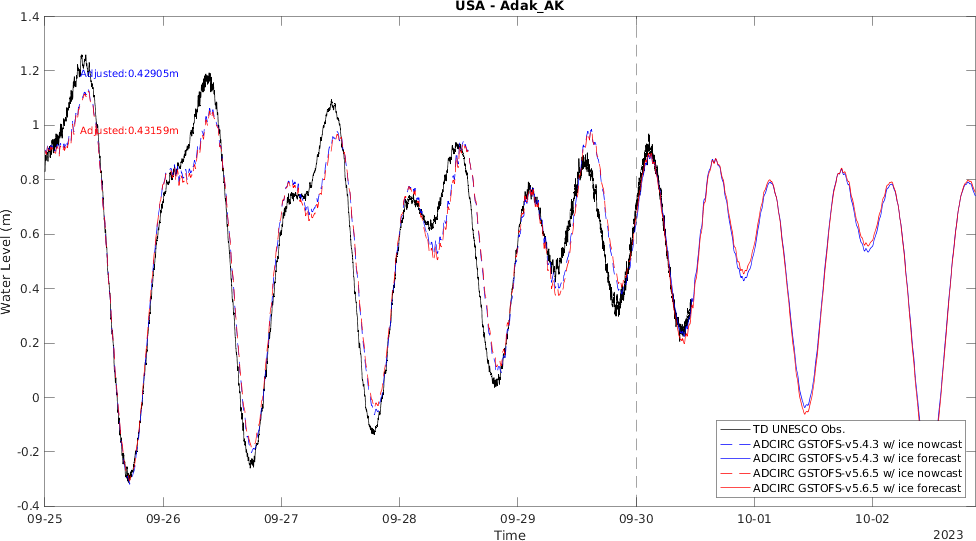 USA - Adak_AK
1.4
1.2
1
0.8
0.6
0.4
0.2
0
-0.2
-0.4
Water Level (m)
Adjusted:0.42905m
Adjusted:0.43159m
TD UNESCO Obs.
ADCIRC GSTOFS-v5.4.3 w/ ice nowcast
ADCIRC GSTOFS-v5.4.3 w/ ice forecast
ADCIRC GSTOFS-v5.6.5 w/ ice nowcast
ADCIRC GSTOFS-v5.6.5 w/ ice forecast
09-25 09-26 09-27 09-28 09-29 09-30 10-01 10-02
Time
2023